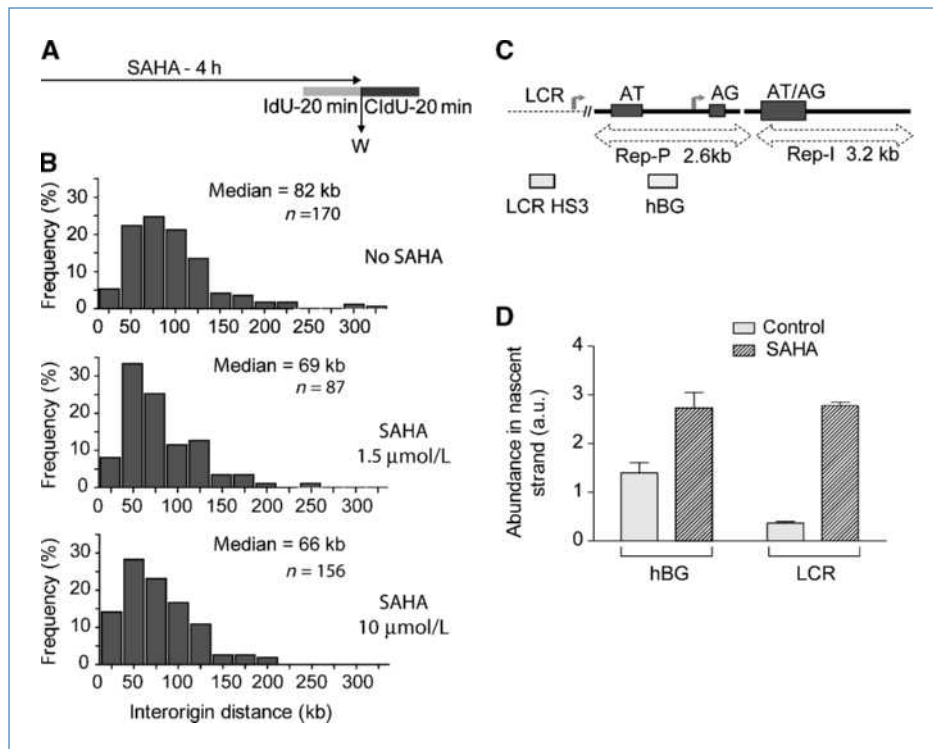 A
SAHA - 4 h
IdU-20 min
CIdU-20 min
W
B
Median = 82 kb
n =170
No SAHA
Frequency (%)
30
20
10
0
0 50 100 150 200 250 300
Median = 69 kb
n = 87
SAHA
1.5 µmol/L
Frequency (%)
30
20
10
0
0 50 100 150 200 250 300
Median = 66 kb
n = 156
SAHA
10 µmol/L
Frequency (%)
30
20
10
0
0 50 100 150 200 250 300
Interorigin distance (kb)
C
LCR
AT
AG
AT/AG
Rep-P 2.6kb
Rep-I 3.2 kb
LCR HS3
hBG
D
Control
SAHA
Abundance in nascent
strand (a.u.)
4
3
2
1
0
hBG
LCR